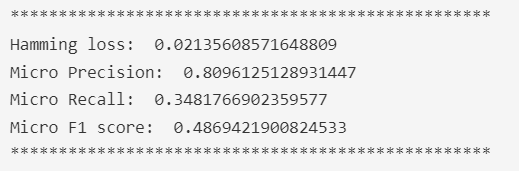 **************************************************
Hamming loss:  0.02135608571648809
Micro Precision:  0.8096125128931447
Micro Recall:  0.3481766902359577
Micro F1 score:  0.4869421900824533
**************************************************